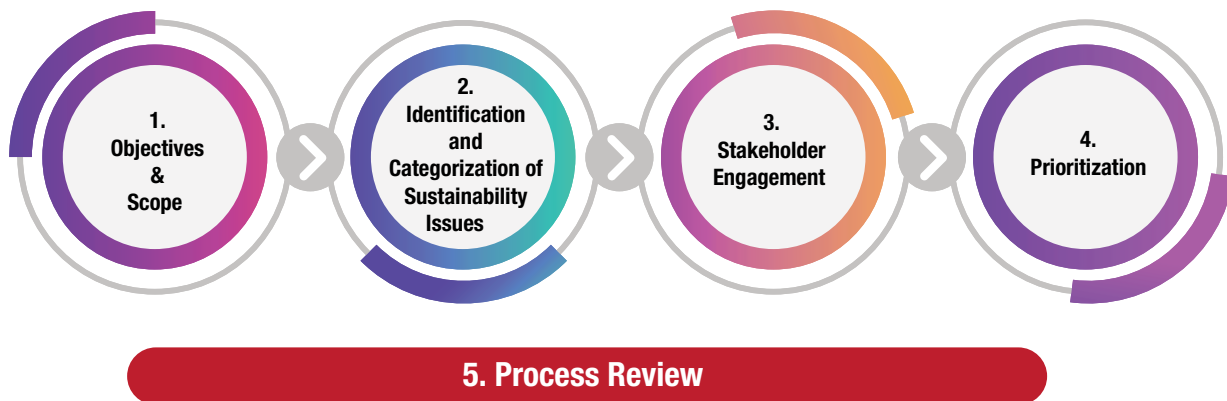 1.
Objectives
&
Scope
2.
Identification
and
Categorization of
Sustainability
Issues
3.
Stakeholder
Engagement
4.
Prioritization
5. Process Review